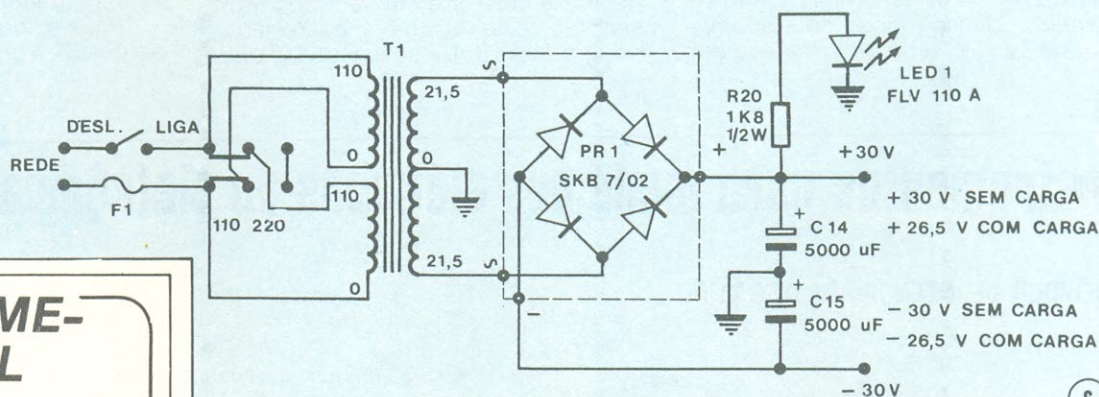 T1
110
0
110
0
21,5
0
21,5
S
S
DESL. LIGA
REDE
F1
110 220
PR 1
SKB 7/02
+
-
LED 1
FLV 110 A
R20
1K8
1/2W
+30 V
+ 30 V SEM CARGA
+ 26,5 V COM CARGA
+
C 14
5000 uF
+
C15
5000 uF
- 30 V SEM CARGA
- 26,5 V COM CARGA
- 30 V
6
ME-
L